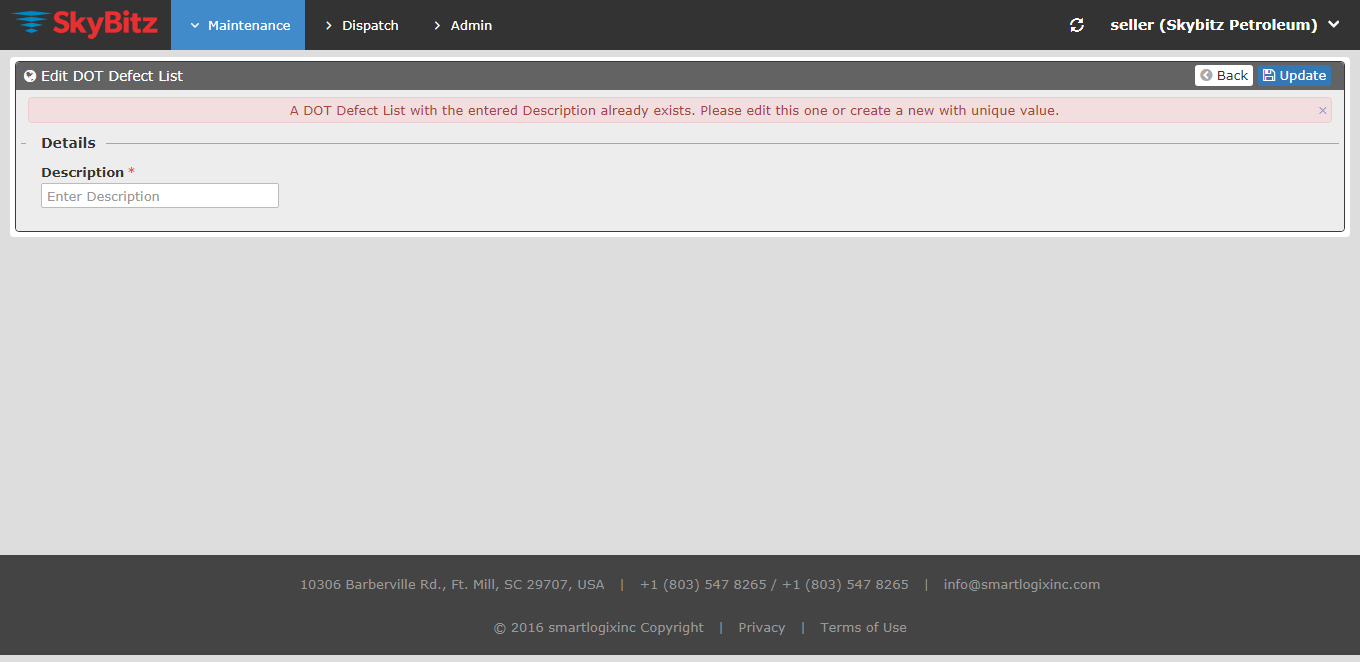 SkyBitz
Maintenance
Dispatch
Admin
seller (Skybitz Petroleum)
Edit DOT Defect List
Back
Update
A DOT Defect List with the entered Description already exists. Please edit this one or create a new with unique value.
×
Details
Description *
Enter Description
10306 Barberville Rd., Ft. Mill, SC 29707, USA | +1 (803) 547 8265 / +1 (803) 547 8265 | info@smartlogixinc.com
© 2016 smartlogixinc Copyright | Privacy | Terms of Use